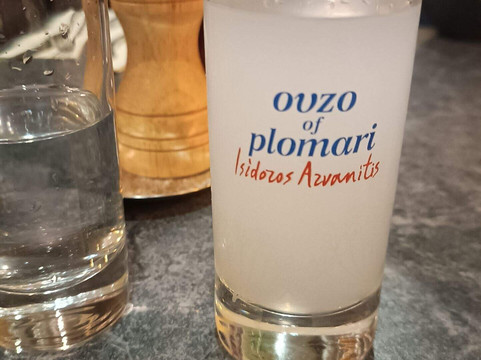 ouzo
of
plomari
Isidoros Arvanitis